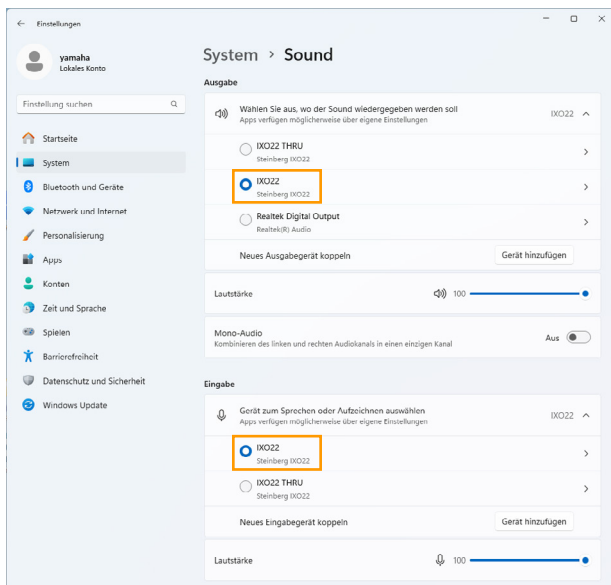 Einstellungen
yamaha
Lokales Konto
Einstellung suchen
Startseite
System
Bluetooth und Geräte
Netzwerk und Internet
Personalisierung
Apps
Konten
Zeit und Sprache
Spielen
Barrierefreiheit
Datenschutz und Sicherheit
Windows Update
System > Sound
Ausgabe
Wählen Sie aus, wo der Sound wiedergegeben werden soll
Apps verfügen möglicherweise über eigene Einstellungen
IXO22
IXO22 THRU
Steinberg IXO22
IXO22
Steinberg IXO22
Realtek Digital Output
Realtek(R) Audio
Neues Ausgabegerät koppeln
Gerät hinzufügen
Lautstärke
100
Mono-Audio
Kombinieren des linken und rechten Audiokanals in einen einzigen Kanal
Aus
Eingabe
Gerät zum Sprechen oder Aufzeichnen auswählen
Apps verfügen möglicherweise über eigene Einstellungen
IXO22
IXO22
Steinberg IXO22
IXO22 THRU
Steinberg IXO22
Neues Eingabegerät koppeln
Gerät hinzufügen
Lautstärke
100